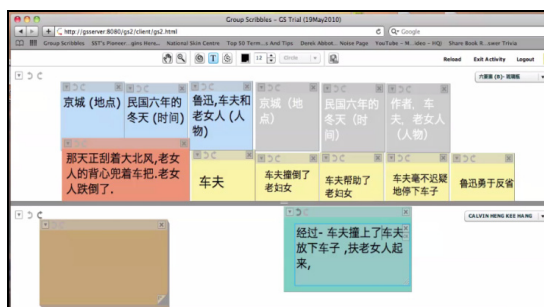 Group Scribbles - GS Trial (19May2010)
http://gsserver:8080/gs2/client/gs2.html
Google
Group Scribbles SST's Pioneer...gins Hara... National Skin Centre Top 50 Term...s And Tips Derek Abbot... Noise Page YouTube - M...ideo - HQ Share Book R...swer Trivia
T 12 Reload Exit Activity Logout
京城 (地点)
民国六年的
冬天 (时间)
鲁迅,车夫和
老女人 (人
物)
京城（地
点）
民国六年的
冬天（时
间）
作者，车
夫，老女人
（人物）
那天正刮着大北风,老女
人的背心兜着车把.老女
人跌倒了.
车夫
车夫撞倒了
老妇女
车夫帮助了
老妇女
车夫毫不迟疑
地停下车子
鲁迅勇于反省
CALVIN HENG KEE HANG
经过- 车夫撞上了车夫
放下车子 ,扶老女人起
来,